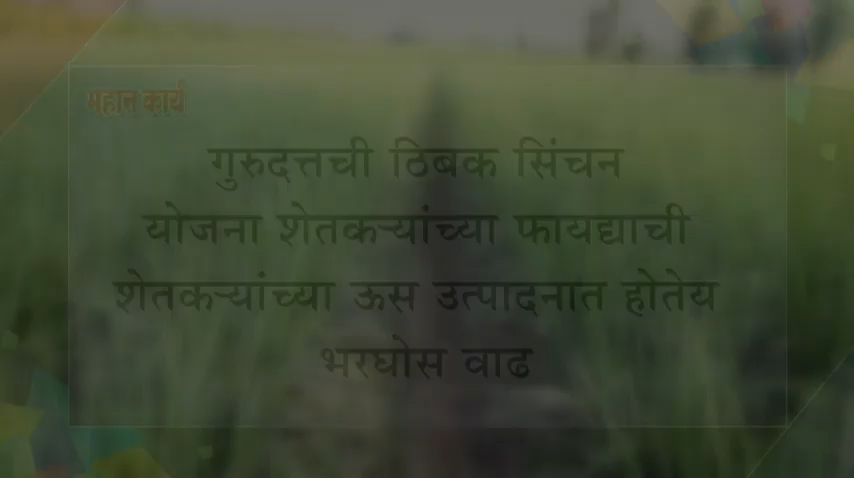 महान कार्य
गुरुदत्तची ठिबक सिंचन
योजना शेतकऱ्यांच्या फायद्याची
शेतकऱ्यांच्या ऊस उत्पादनात होतेय
भरघोस वाढ